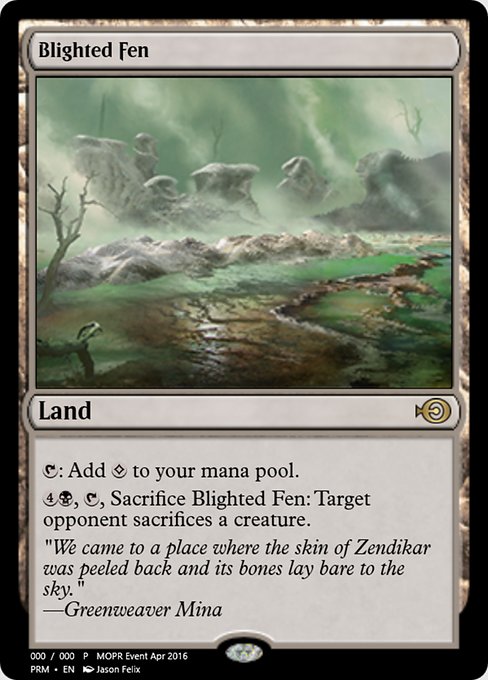 Blighted Fen
Land
: Add to your mana pool.
4 , , Sacrifice Blighted Fen: Target
opponent sacrifices a creature.
"We came to a place where the skin of Zendikar
was peeled back and its bones lay bare to the
sky."
—Greenweaver Mina
000 / 000 P MOPR Event Apr 2016
PRM • EN Jason Felix